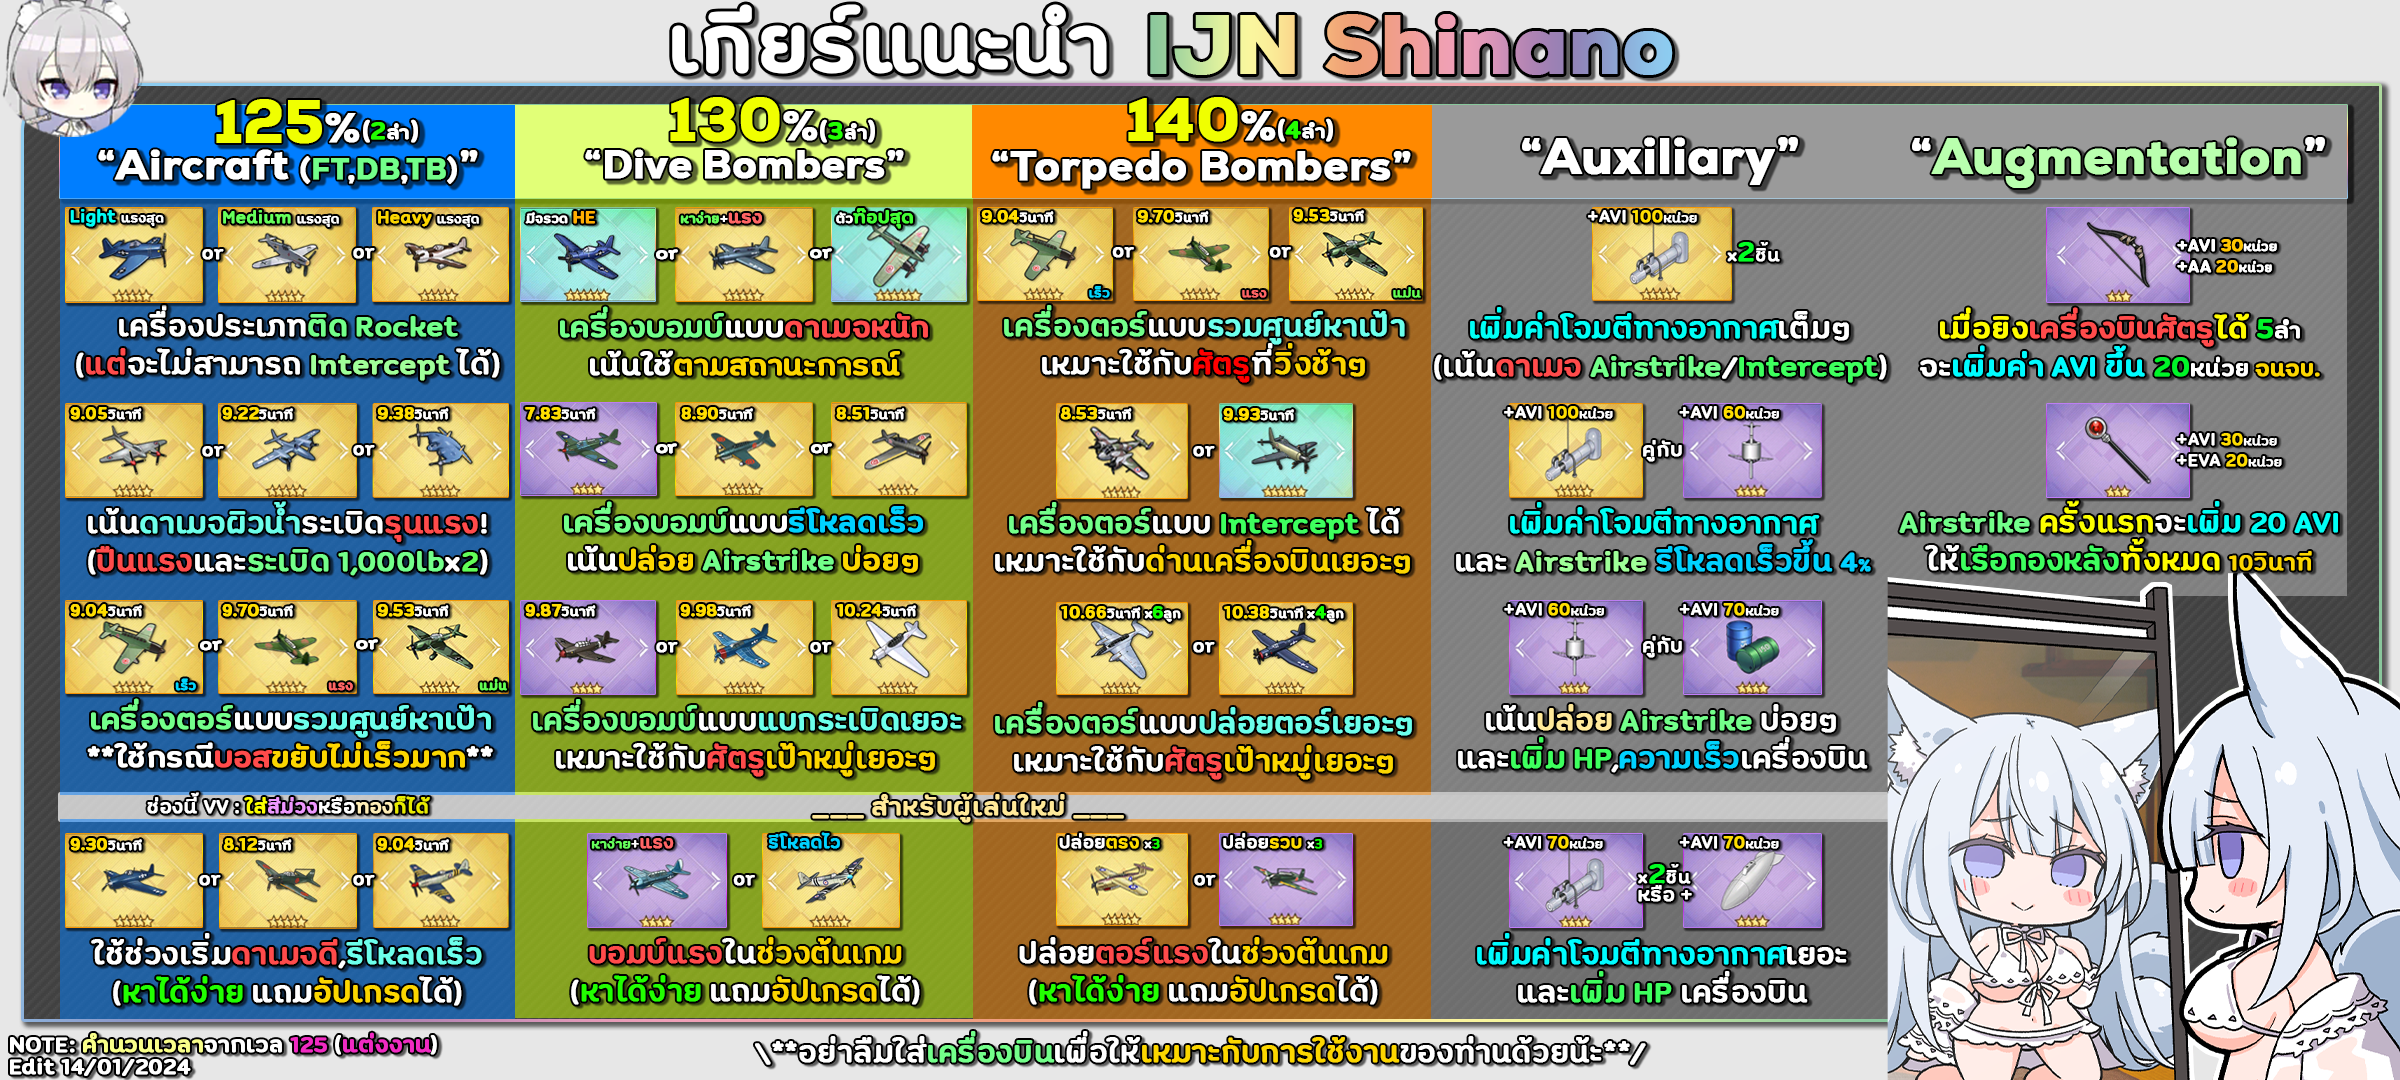 เกียร์แนะนำ IJN Shinano
125%(2ลำ)
“Aircraft (FT,DB,TB)”
130%(3ลำ)
“Dive Bombers”
140%(4ลำ)
“Torpedo Bombers”
“Auxiliary”
“Augmentation”
Light แรงสุด or Medium แรงสุด or Heavy แรงสุด
เครื่องประเภทติด Rocket
(แต่จะไม่สามารถ Intercept ได้)
9.05วินาที or 9.22วินาที or 9.38วินาที
เน้นดาเมจผิวน้ำระเบิดรุนแรง!
(ปืนแรงและระเบิด 1,000lbx2)
9.04วินาที เร็ว or 9.70วินาที แรง or 9.53วินาที แม่น
เครื่องตอร์แบบรวมศูนย์หาเป้า
**ใช้กรณีบอสขยับไม่เร็วมาก**
มีจรวด HE or หาง่าย+แรง or ตัวท๊อปสุด
เครื่องบอมบ์แบบดาเมจหนัก
เน้นใช้ตามสถานะการณ์
7.83วินาที or 8.90วินาที or 8.51วินาที
เครื่องบอมบ์แบบรีโหลดเร็ว
เน้นปล่อย Airstrike บ่อยๆ
9.87วินาที or 9.98วินาที or 10.24วินาที
เครื่องบอมบ์แบบแบกระเบิดเยอะ
เหมาะใช้กับศัตรูเป้าหมู่เยอะๆ
9.04วินาที เร็ว or 9.70วินาที แรง or 9.53วินาที แม่น
เครื่องตอร์แบบรวมศูนย์หาเป้า
เหมาะใช้กับศัตรูที่วิ่งช้าๆ
8.53วินาที or 9.93วินาที
เครื่องตอร์แบบ Intercept ได้
เหมาะใช้กับด่านเครื่องบินเยอะๆ
10.66วินาที x6ลูก or 10.38วินาที x4ลูก
เครื่องตอร์แบบปล่อยตอร์เยอะๆ
เหมาะใช้กับศัตรูเป้าหมู่เยอะๆ
+AVI 100หน่วย x2ชิ้น
เพิ่มค่าโจมตีทางอากาศเต็มๆ
(เน้นดาเมจ Airstrike/Intercept)
+AVI 100หน่วย คู่กับ +AVI 60หน่วย
เพิ่มค่าโจมตีทางอากาศ
และ Airstrike รีโหลดเร็วขึ้น 4%
+AVI 60หน่วย คู่กับ +AVI 70หน่วย
เน้นปล่อย Airstrike บ่อยๆ
และเพิ่ม HP,ความเร็วเครื่องบิน
+AVI 30หน่วย
+AA 20หน่วย
เมื่อยิงเครื่องบินศัตรูได้ 5ลำ
จะเพิ่มค่า AVI ขึ้น 20หน่วย จนจบ.
+AVI 30หน่วย
+EVA 20หน่วย
Airstrike ครั้งแรกจะเพิ่ม 20 AVI
ให้เรือกองหลังทั้งหมด 10วินาที
ช่องนี้ VV : ใส่สีม่วงหรือทองก็ได้
___ สำหรับผู้เล่นใหม่ ___
9.30วินาที or 8.12วินาที or 9.04วินาที
ใช้ช่วงเริ่มดาเมจดี,รีโหลดเร็ว
(หาได้ง่าย แถมอัปเกรดได้)
หาง่าย+แรง or รีโหลดไว
บอมบ์แรงในช่วงต้นเกม
(หาได้ง่าย แถมอัปเกรดได้)
ปล่อยตรง x3 or ปล่อยรวบ x3
ปล่อยตอร์แรงในช่วงต้นเกม
(หาได้ง่าย แถมอัปเกรดได้)
+AVI 70หน่วย x2ชิ้น หรือ + +AVI 70หน่วย
เพิ่มค่าโจมตีทางอากาศเยอะ
และเพิ่ม HP เครื่องบิน
NOTE: คำนวนเวลาจากเวล 125 (แต่งงาน)
Edit 14/01/2024
\**อย่าลืมใส่เครื่องบินเพื่อให้เหมาะกับการใช้งานของท่านด้วยน้ะ**/